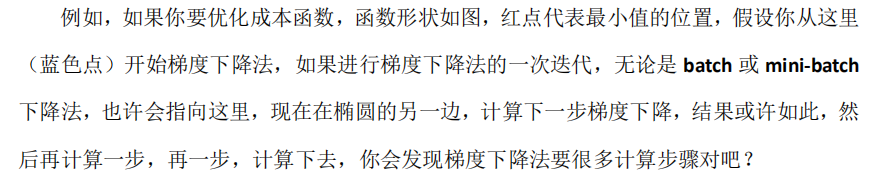 例如，如果你要优化成本函数，函数形状如图，红点代表最小值的位置，假设你从这里
（蓝色点）开始梯度下降法，如果进行梯度下降法的一次迭代，无论是 batch 或 mini-batch
下降法，也许会指向这里，现在在椭圆的另一边，计算下一步梯度下降，结果或许如此，然
后再计算一步，再一步，计算下去，你会发现梯度下降法要很多计算步骤对吧？